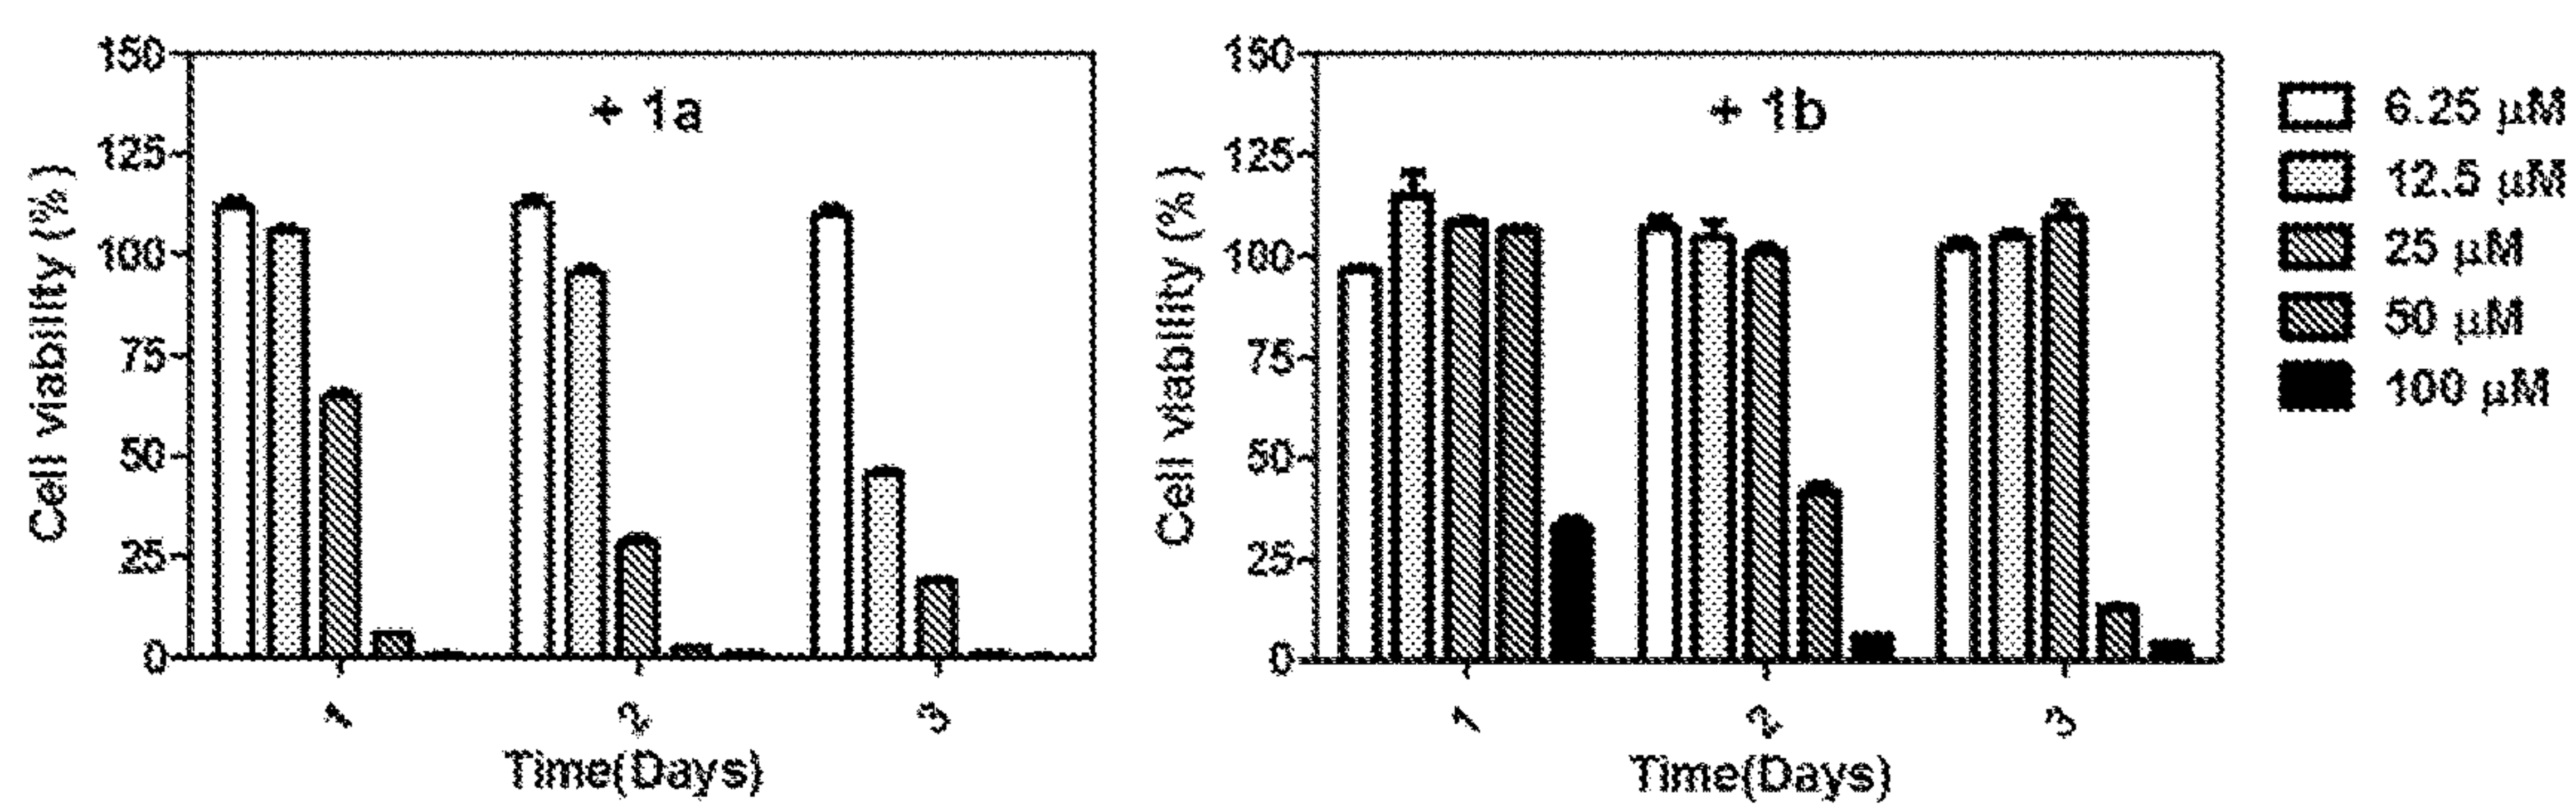 Cell viability (%)
150
125
100
75
50
25
0
+ 1a
1
2
3
Time(Days)
Cell viability (%)
150
125
100
75
50
25
0
+ 1b
1
2
3
Time(Days)
6.25 µM
12.5 µM
25 µM
50 µM
100 µM